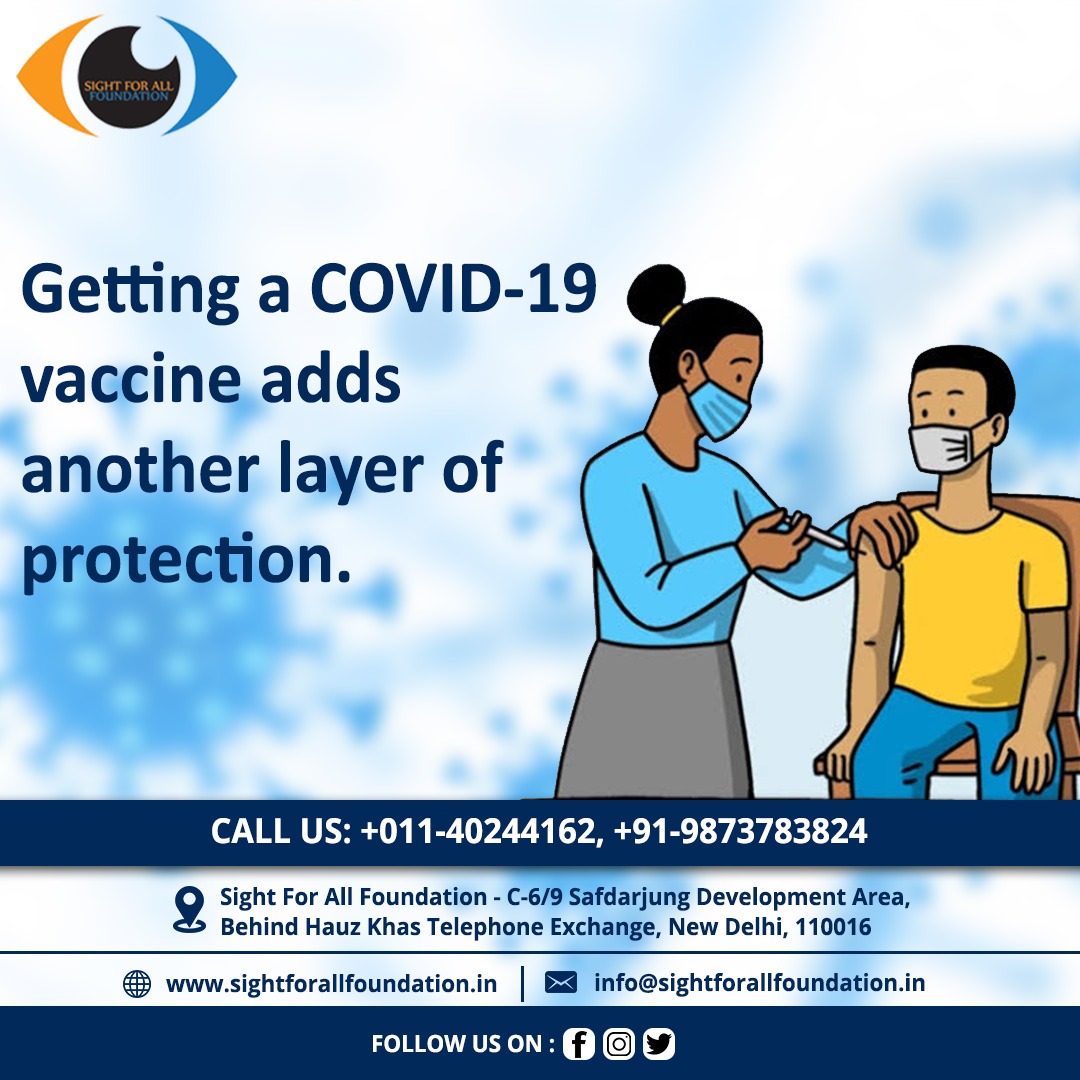 SIGHT FOR ALL
FOUNDATION
Getting a COVID-19
vaccine adds
another layer of
protection.
CALL US: +011-40244162, +91-9873783824
Sight For All Foundation - C-6/9 Safdarjung Development Area,
Behind Hauz Khas Telephone Exchange, New Delhi, 110016
www.sightforallfoundation.in
info@sightforallfoundation.in
FOLLOW US ON :